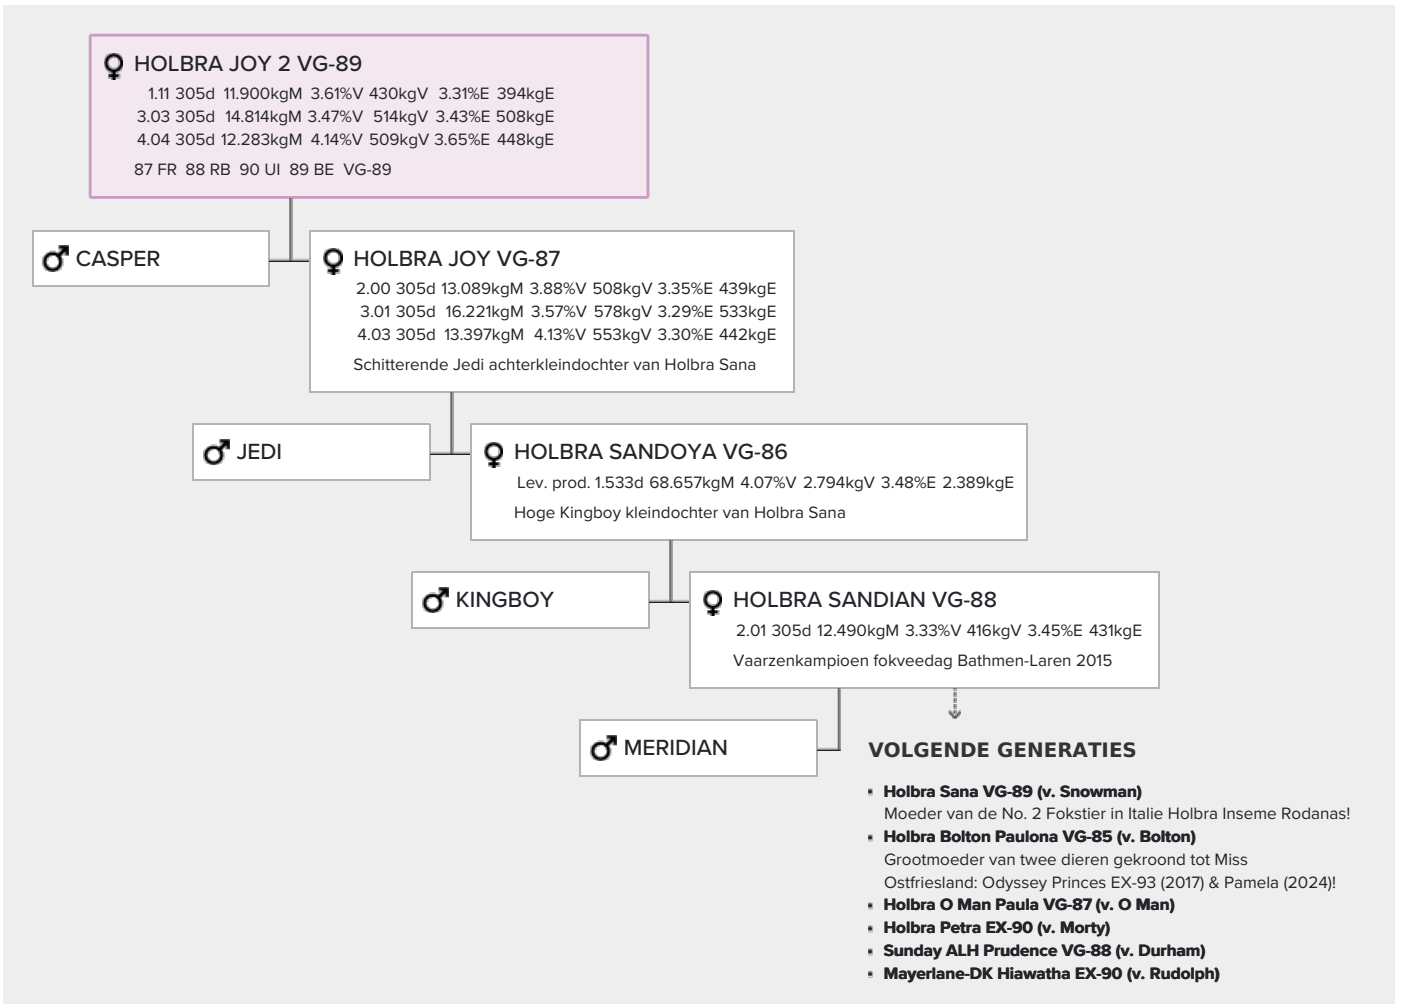 HOLBRA JOY 2 VG-89
1.11 305d 11.900kgM 3.61%V 430kgV 3.31%E 394kgE
3.03 305d 14.814kgM 3.47%V 514kgV 3.43%E 508kgE
4.04 305d 12.283kgM 4.14%V 509kgV 3.65%E 448kgE
87 FR 88 RB 90 UI 89 BE VG-89
CASPER
HOLBRA JOY VG-87
2.00 305d 13.089kgM 3.88%V 508kgV 3.35%E 439kgE
3.01 305d 16.221kgM 3.57%V 578kgV 3.29%E 533kgE
4.03 305d 13.397kgM 4.13%V 553kgV 3.30%E 442kgE
Schitterende Jedi achterkleindochter van Holbra Sana
JEDI
HOLBRA SANDOYA VG-86
Lev. prod. 1.533d 68.657kgM 4.07%V 2.794kgV 3.48%E 2.389kgE
Hoge Kingboy kleindochter van Holbra Sana
KINGBOY
HOLBRA SANDIAN VG-88
2.01 305d 12.490kgM 3.33%V 416kgV 3.45%E 431kgE
Vaarzenkampioen fokveedag Bathmen-Laren 2015
MERIDIAN
VOLGENDE GENERATIES
Holbra Sana VG-89 (v. Snowman)
Moeder van de No. 2 Fokstier in Italie Holbra Inseme Rodanas!
Holbra Bolton Paulona VG-85 (v. Bolton)
Grootmoeder van twee dieren gekroond tot Miss
Ostfriesland: Odyssey Princes EX-93 (2017) & Pamela (2024)!
Holbra O Man Paula VG-87 (v. O Man)
Holbra Petra EX-90 (v. Morty)
Sunday ALH Prudence VG-88 (v. Durham)
Mayerlane-DK Hiawatha EX-90 (v. Rudolph)